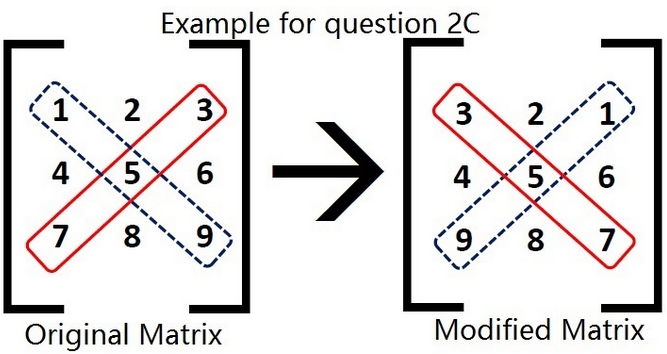 Example for question 2C
1 2 3
4 5 6
7 8 9
Original Matrix
3 2 1
4 5 6
9 8 7
Modified Matrix